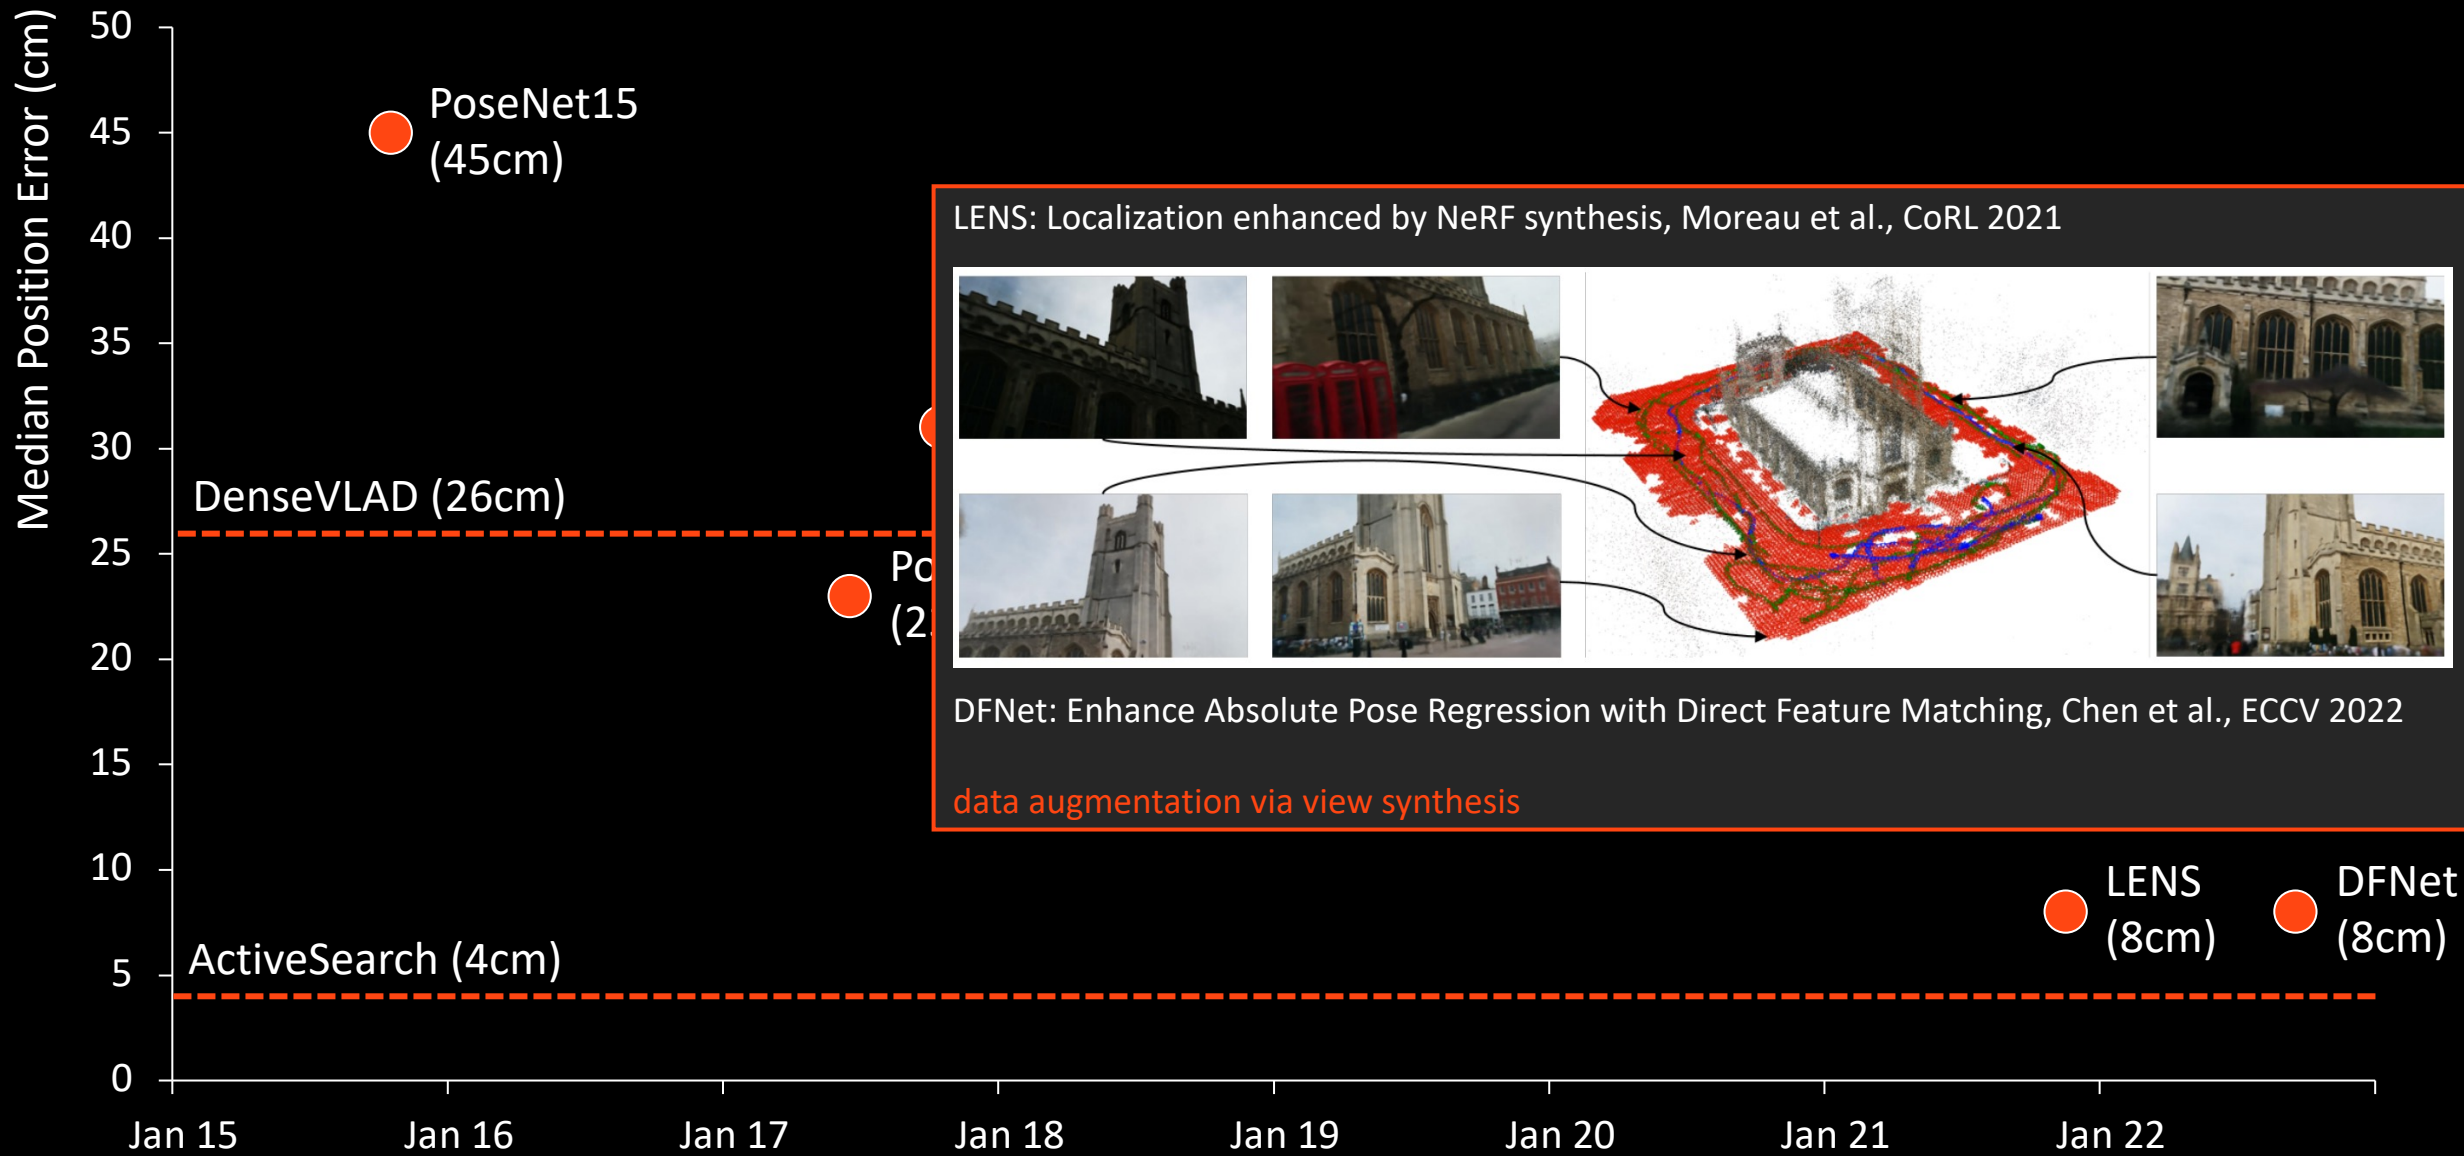 Median Position Error (cm)
50
45
40
35
30
25
20
15
10
5
0
PoseNet15
(45cm)
DenseVLAD (26cm)
ActiveSearch (4cm)
LENS: Localization enhanced by NeRF synthesis, Moreau et al., CoRL 2021
DFNet: Enhance Absolute Pose Regression with Direct Feature Matching, Chen et al., ECCV 2022
data augmentation via view synthesis
LENS
(8cm)
DFNet
(8cm)
Jan 15
Jan 16
Jan 17
Jan 18
Jan 19
Jan 20
Jan 21
Jan 22